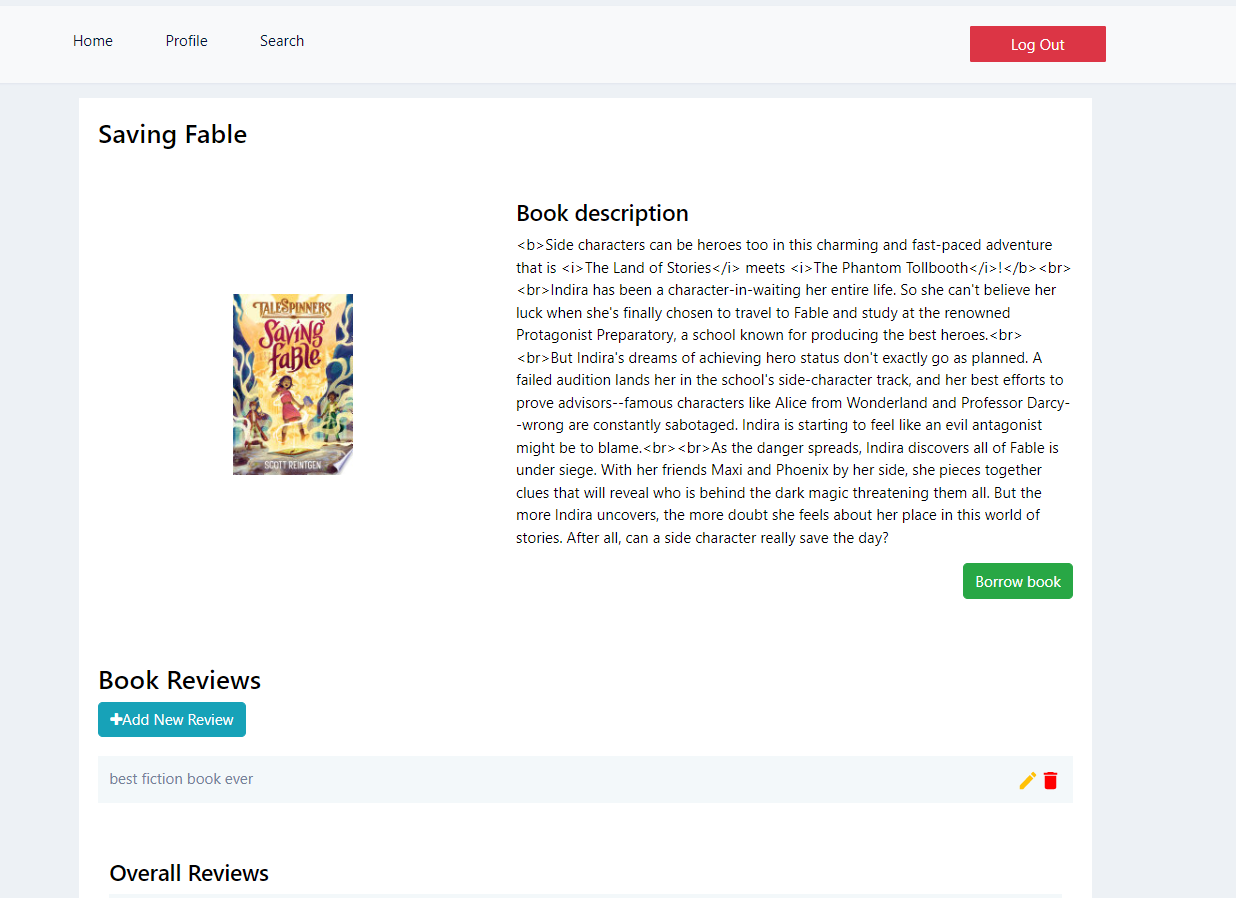 Home Profile Search Log Out
Saving Fable
TALESPINNERS
Saving
fable
SCOTT REINTGEN
Book description
<b>Side characters can be heroes too in this charming and fast-paced adventure
that is <i>The Land of Stories</i> meets <i>The Phantom Tollbooth</i>!</b><br>
<br>Indira has been a character-in-waiting her entire life. So she can't believe her
luck when she's finally chosen to travel to Fable and study at the renowned
Protagonist Preparatory, a school known for producing the best heroes.<br>
<br>But Indira's dreams of achieving hero status don't exactly go as planned. A
failed audition lands her in the school's side-character track, and her best efforts to
prove advisors--famous characters like Alice from Wonderland and Professor Darcy-
-wrong are constantly sabotaged. Indira is starting to feel like an evil antagonist
might be to blame.<br><br>As the danger spreads, Indira discovers all of Fable is
under siege. With her friends Maxi and Phoenix by her side, she pieces together
clues that will reveal who is behind the dark magic threatening them all. But the
more Indira uncovers, the more doubt she feels about her place in this world of
stories. After all, can a side character really save the day?
Borrow book
Book Reviews
Add New Review
best fiction book ever
Overall Reviews